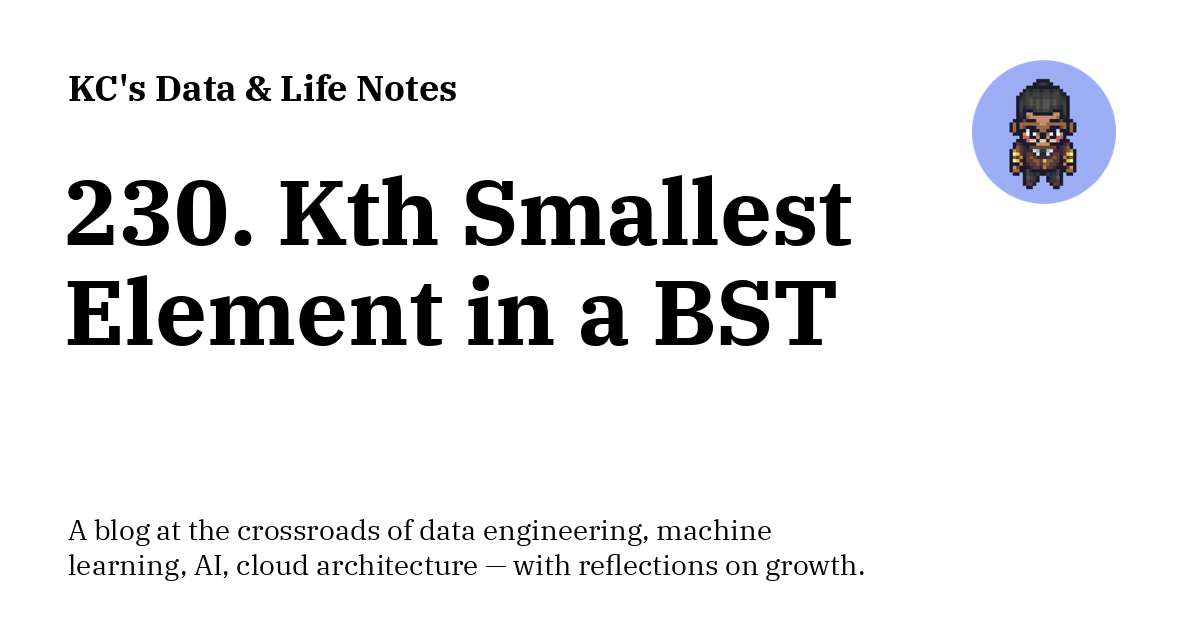 KC's Data & Life Notes
230. Kth Smallest
Element in a BST
A blog at the crossroads of data engineering, machine
learning, AI, cloud architecture — with reflections on growth.